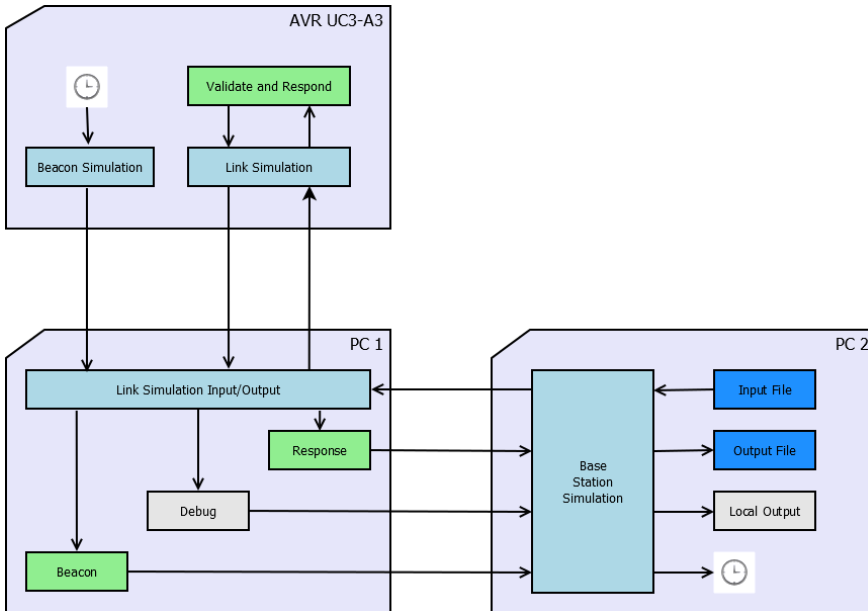 AVR UC3-A3
Validate and Respond
Beacon Simulation
Link Simulation
PC 1
Link Simulation Input/Output
Response
Debug
Beacon
PC 2
Base
Station
Simulation
Input File
Output File
Local Output